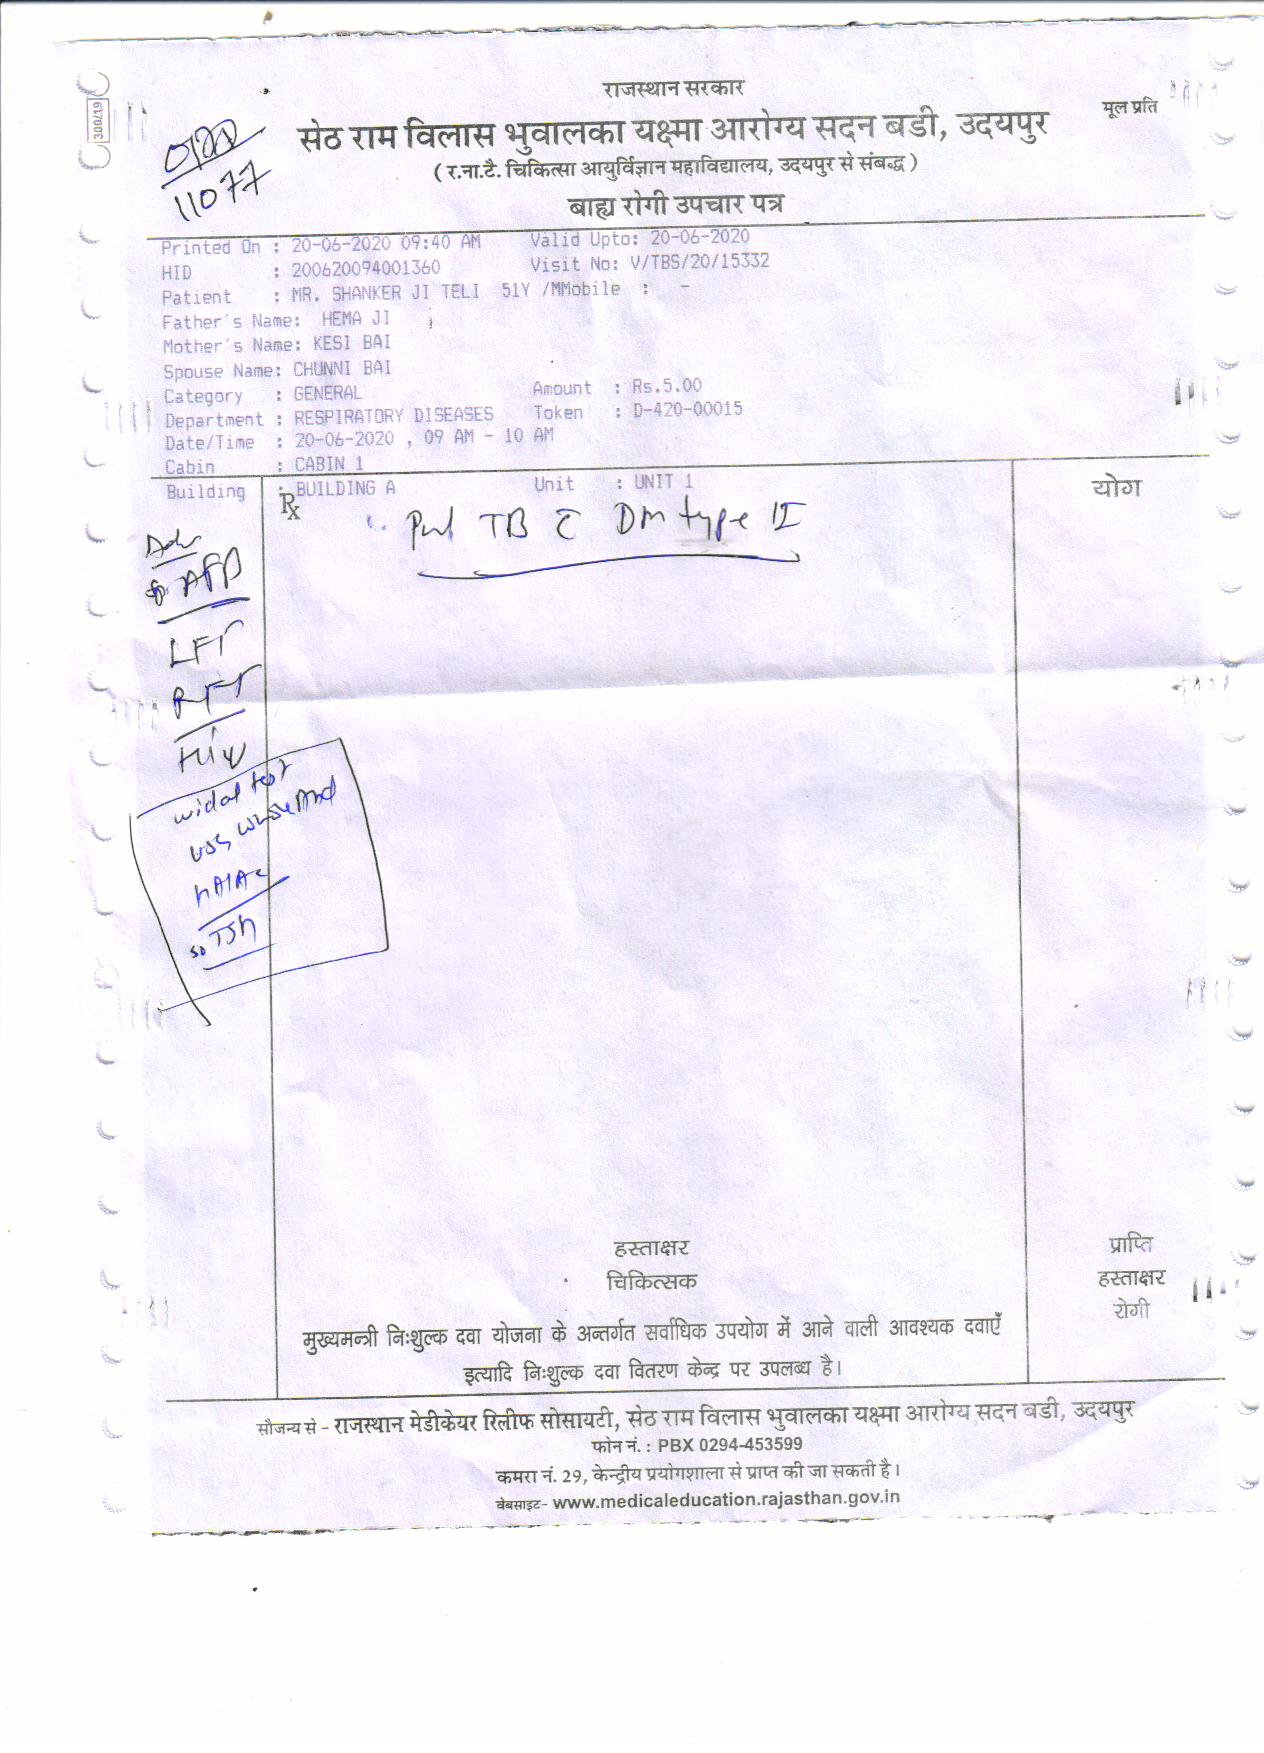 300/19
राजस्थान सरकार
मूल प्रति
सेठ राम विलास भुवालका यक्ष्मा आरोग्य सदन बडी, उदयपुर
11077
( र.ना.टै. चिकित्सा आयुर्विज्ञान महाविद्यालय, उदयपुर से संबद्ध )
बाह्य रोगी उपचार पत्र
Printed On : 20-06-2020 09:40 AM Valid Upto: 20-06-2020
HID : 200620094001360 Visit No: V/TBS/20/15332
Patient : MR. SHANKER JI TELI 51Y /MMobile : -
Father's Name: HEMA JI
Mother's Name: KESI BAI
Spouse Name: CHUNNI BAI
Category : GENERAL Amount : Rs.5.00
Department : RESPIRATORY DISEASES Token : D-420-00015
Date/Time : 20-06-2020 , 09 AM - 10 AM
Cabin : CABIN 1
Building : BUILDING A Unit : UNIT 1
योग
Rx
TB c DM type II
Adv
LFT
RFT
HIV
widal test
USG whole Abd
HbA1c
TSH
हस्ताक्षर
चिकित्सक
प्राप्ति
हस्ताक्षर
रोगी
मुख्यमन्त्री निःशुल्क दवा योजना के अन्तर्गत सर्वाधिक उपयोग में आने वाली आवश्यक दवाएँ
इत्यादि निःशुल्क दवा वितरण केन्द्र पर उपलब्ध है।
सौजन्य से - राजस्थान मेडीकेयर रिलीफ सोसायटी, सेठ राम विलास भुवालका यक्ष्मा आरोग्य सदन बडी, उदयपुर
फोन नं. : PBX 0294-453599
कमरा नं. 29, केन्द्रीय प्रयोगशाला से प्राप्त की जा सकती है।
वेबसाइट- www.medicaleducation.rajasthan.gov.in